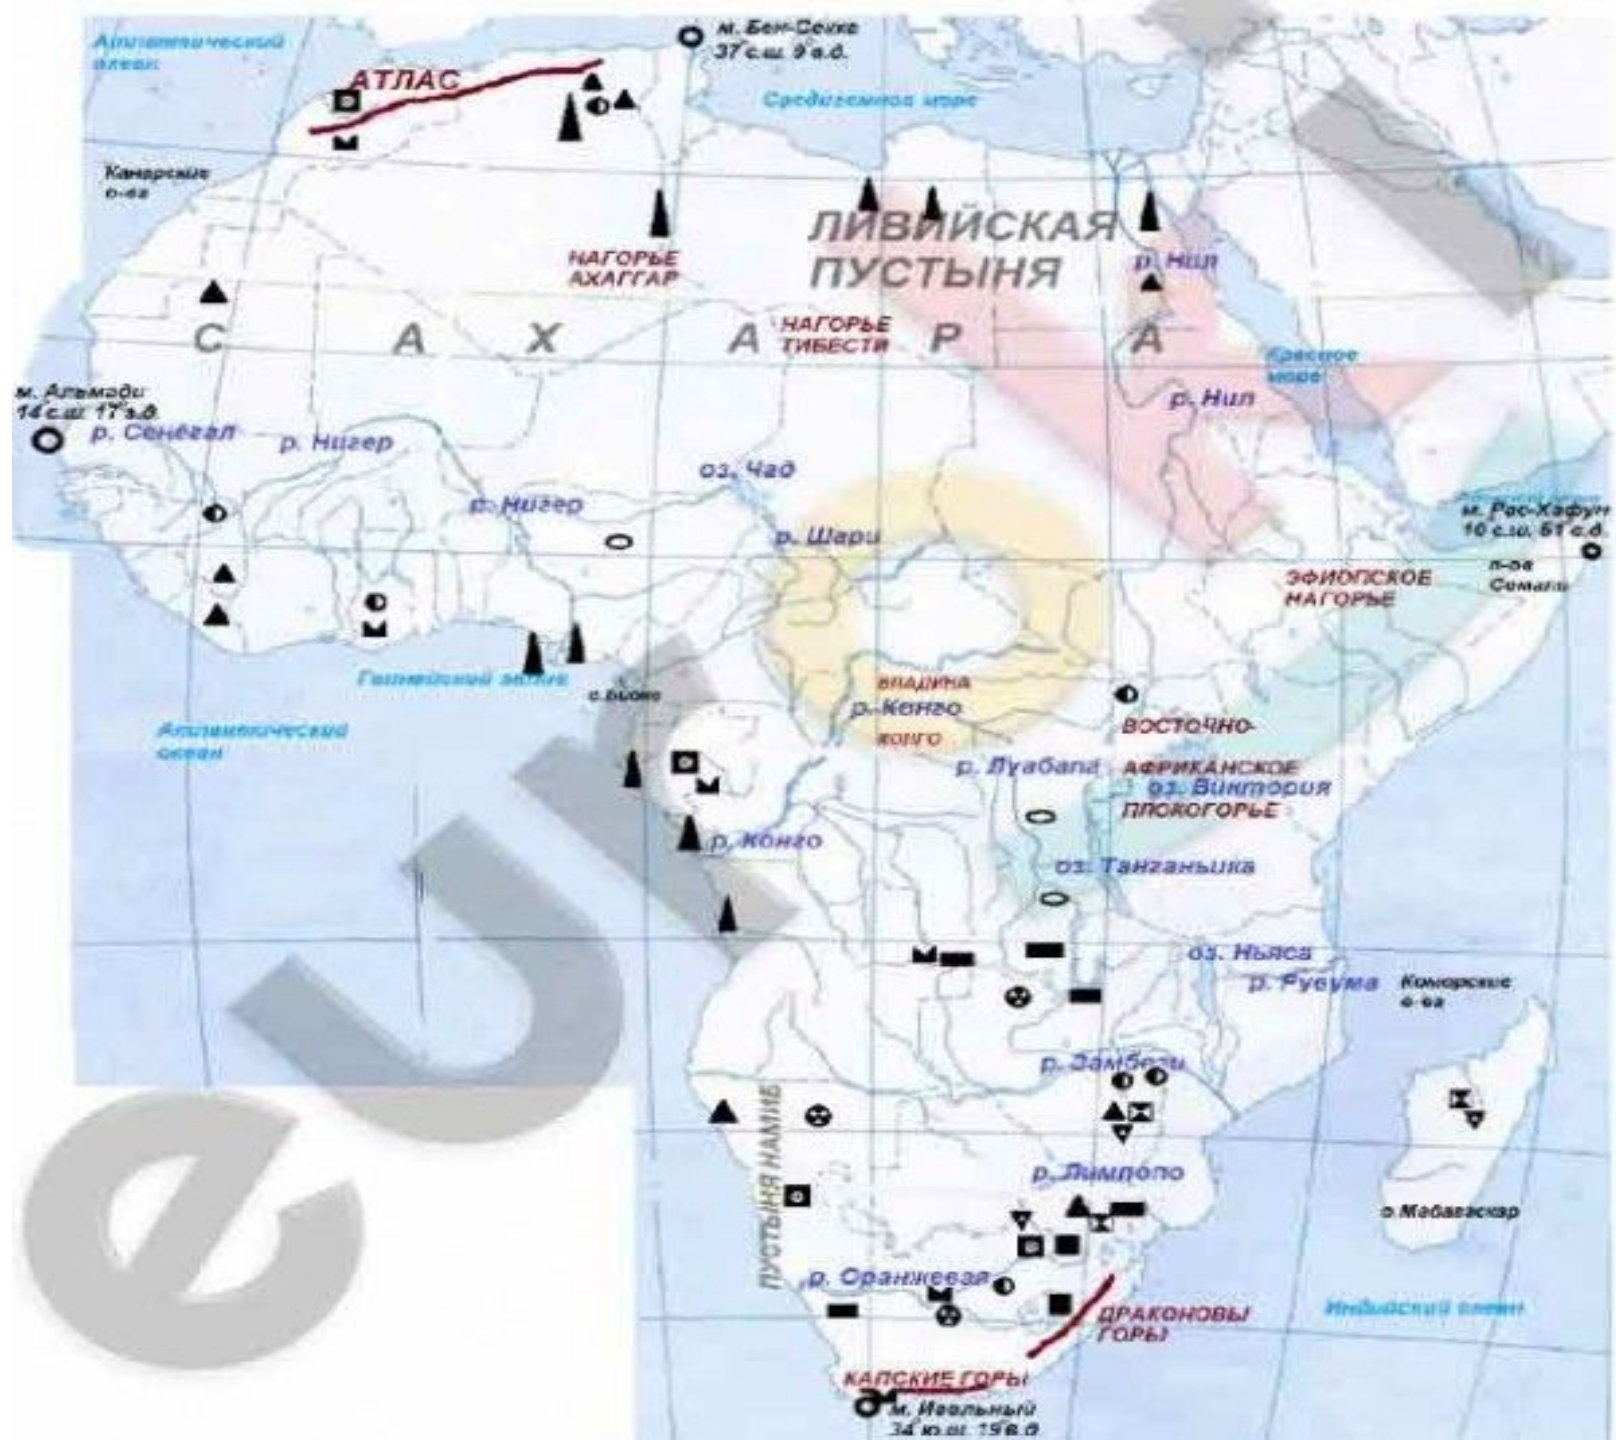 м. Бен-Секка
37°с.ш. 9°в.д.
Атлантический
океан
АТЛАС
Средиземное море
Канарские
о-ва
ЛИВИЙСКАЯ
ПУСТЫНЯ
НАГОРЬЕ
АХАГГАР
р. Нил
С А Х А Р А
НАГОРЬЕ
ТИБЕСТИ
Красное
море
м. Альмади
14°с.ш. 17°з.д.
р. Нил
р. Сенегал
р. Нигер
оз. Чад
р. Нигер
м. Рас-Хафун
10 с.ш. 51 в.д.
р. Шари
п-ов
Сомали
ЭФИОПСКОЕ
НАГОРЬЕ
Гвинейский залив
о.Биоко
ВПАДИНА
р. Конго
КОНГО
ВОСТОЧНО-
АФРИКАНСКОЕ
ПЛОКОГОРЬЕ
Атлантический
океан
р. Луабала
оз. Виктория
р. Конго
оз. Танганьика
оз. Ньяса
р. Рувума
Коморские
о-ва
р. Замбези
ПУСТЫНЯ НАМИБ
р. Лимпопо
о.Мадагаскар
р. Оранжевая
ДРАКОНОВЫ
ГОРЫ
Индийский океан
КАПСКИЕ ГОРЫ
м. Игольный
34°ю.ш. 19°в.д